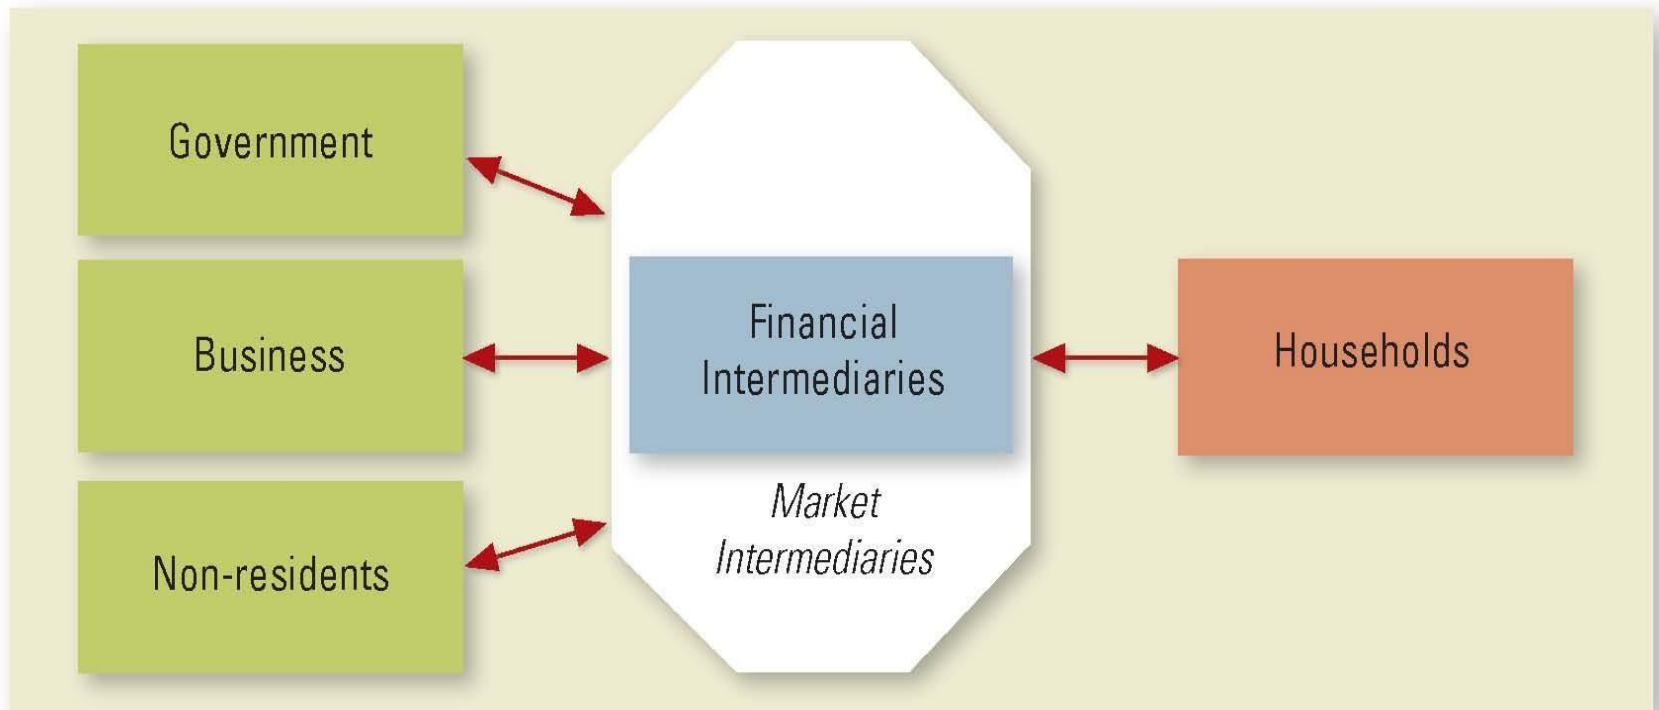 Government
Business
Non-residents
Financial
Intermediaries
Market
Intermediaries
Households